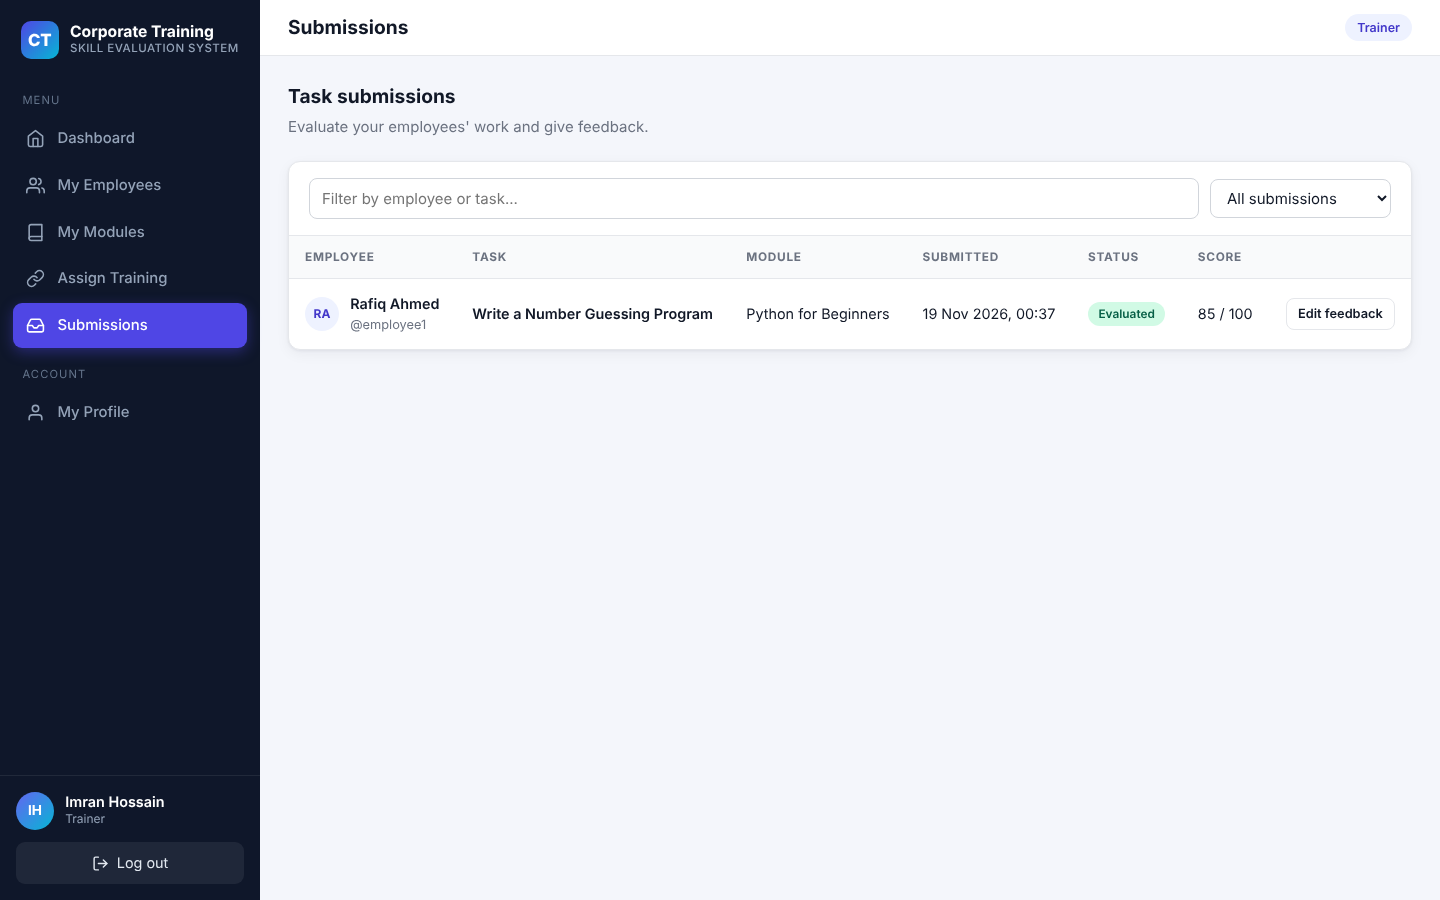 CT
Corporate Training
SKILL EVALUATION SYSTEM
MENU
Dashboard
My Employees
My Modules
Assign Training
Submissions
ACCOUNT
My Profile
IH
Imran Hossain
Trainer
Log out
Submissions
Trainer
Task submissions
Evaluate your employees' work and give feedback.
Filter by employee or task...
All submissions
EMPLOYEE TASK MODULE SUBMITTED STATUS SCORE
RA Rafiq Ahmed Write a Number Guessing Program Python for Beginners 19 Nov 2026, 00:37 Evaluated 85 / 100 Edit feedback
@employee1